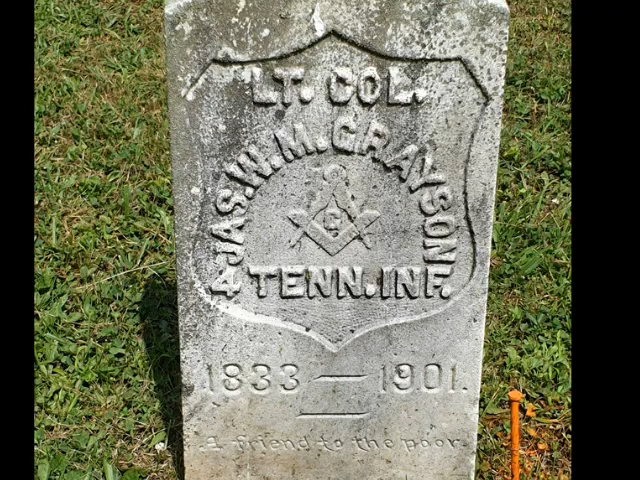 LT. COL.
JAS. W. M. GRAYSON.
G
4 TENN. INF.
1833 — 1901.
A friend to the poor